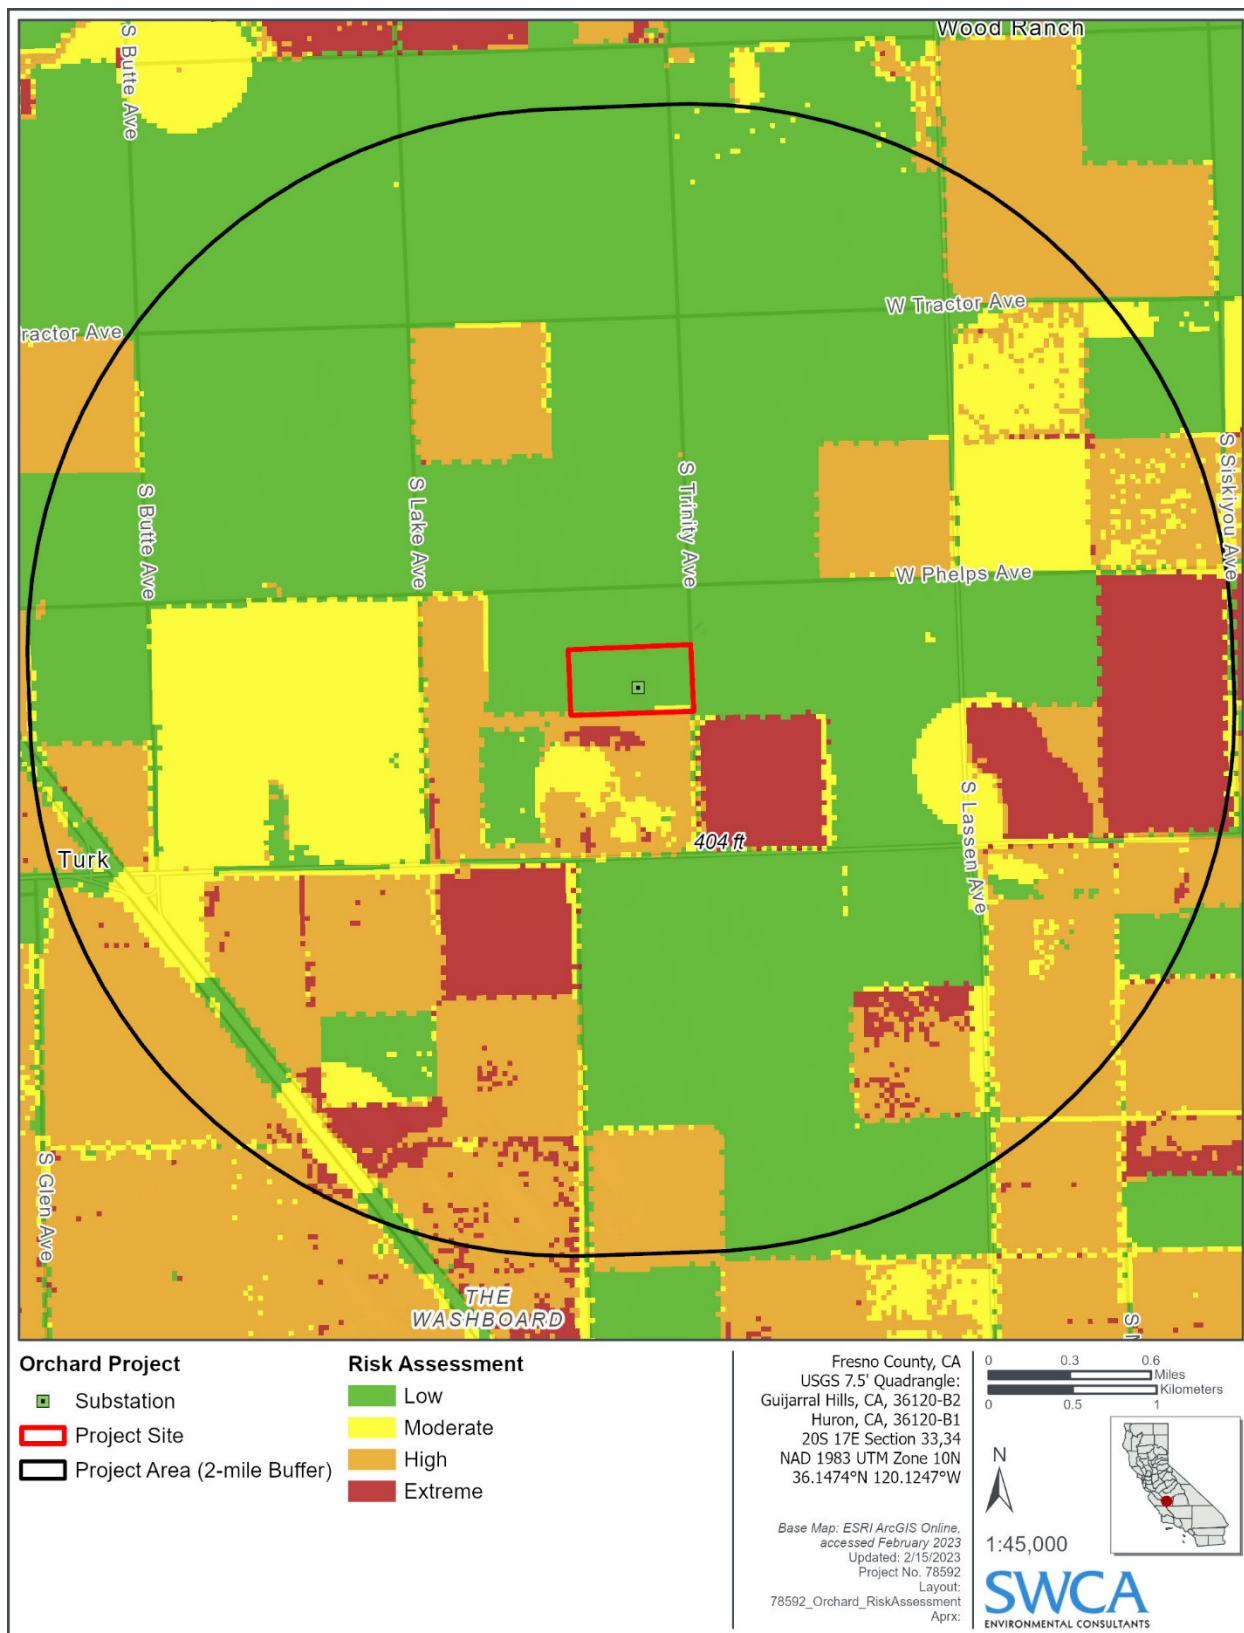 Wood Ranch
S Butte Ave
W Tractor Ave
ractor Ave
S Siskiyou Ave
S Trinity Ave
S Lake Ave
S Butte Ave
W Phelps Ave
S Lassen Ave
404 ft
Turk
S Glen Ave
THE
WASHBOARD
Orchard Project
Substation
Project Site
Project Area (2-mile Buffer)
Risk Assessment
Low
Moderate
High
Extreme
Fresno County, CA
USGS 7.5' Quadrangle:
Guijarral Hills, CA, 36120-B2
Huron, CA, 36120-B1
20S 17E Section 33,34
NAD 1983 UTM Zone 10N
36.1474°N 120.1247°W
Base Map: ESRI ArcGIS Online,
accessed February 2023
Updated: 2/15/2023
Project No. 78592
Layout:
78592_Orchard_RiskAssessment
Aprx:
0 0.3 0.6
Miles
Kilometers
0 0.5 1
N
1:45,000
SWCA
ENVIRONMENTAL CONSULTANTS